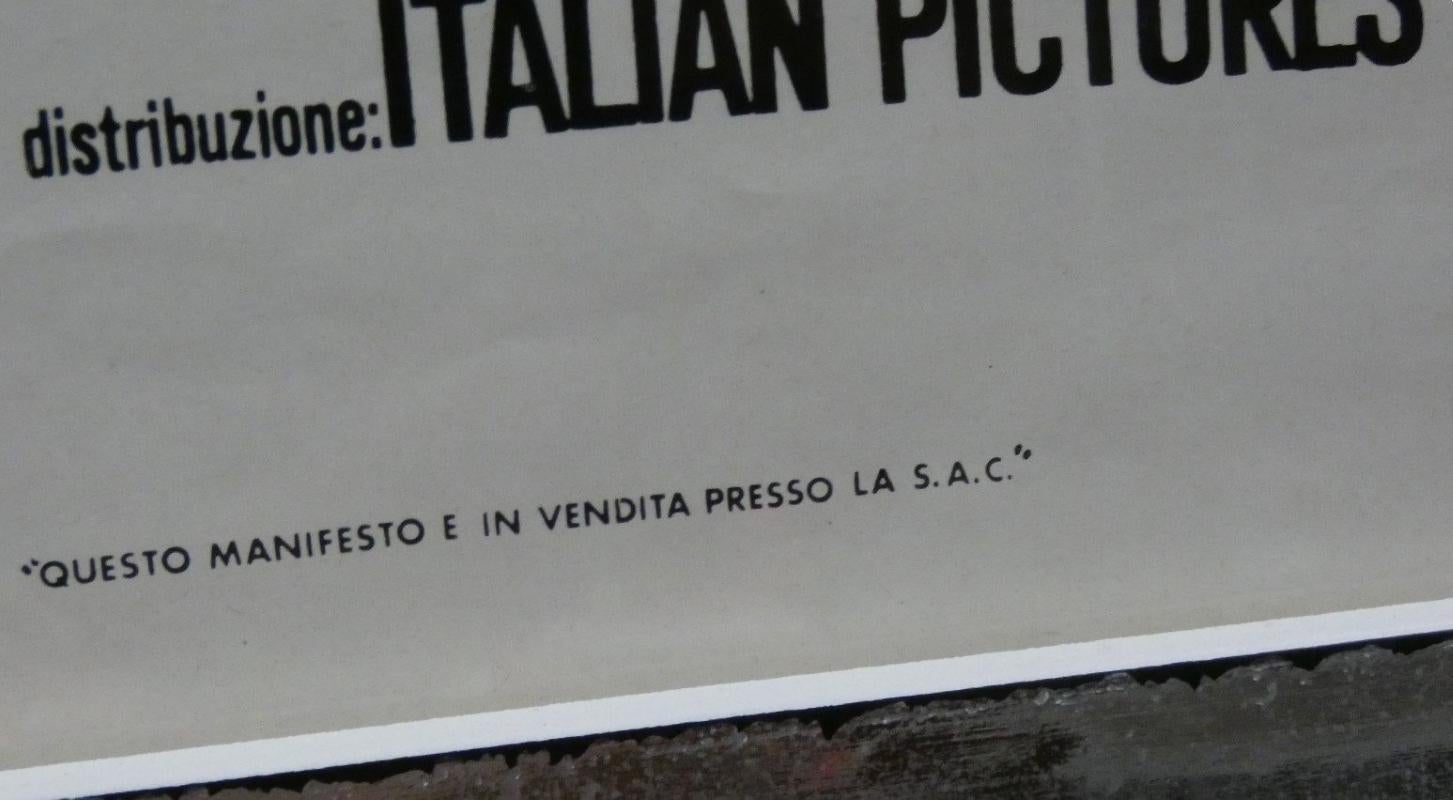 distribuzione: ITALIAN PICTURES
"QUESTO MANIFESTO E IN VENDITA PRESSO LA S.A.C."